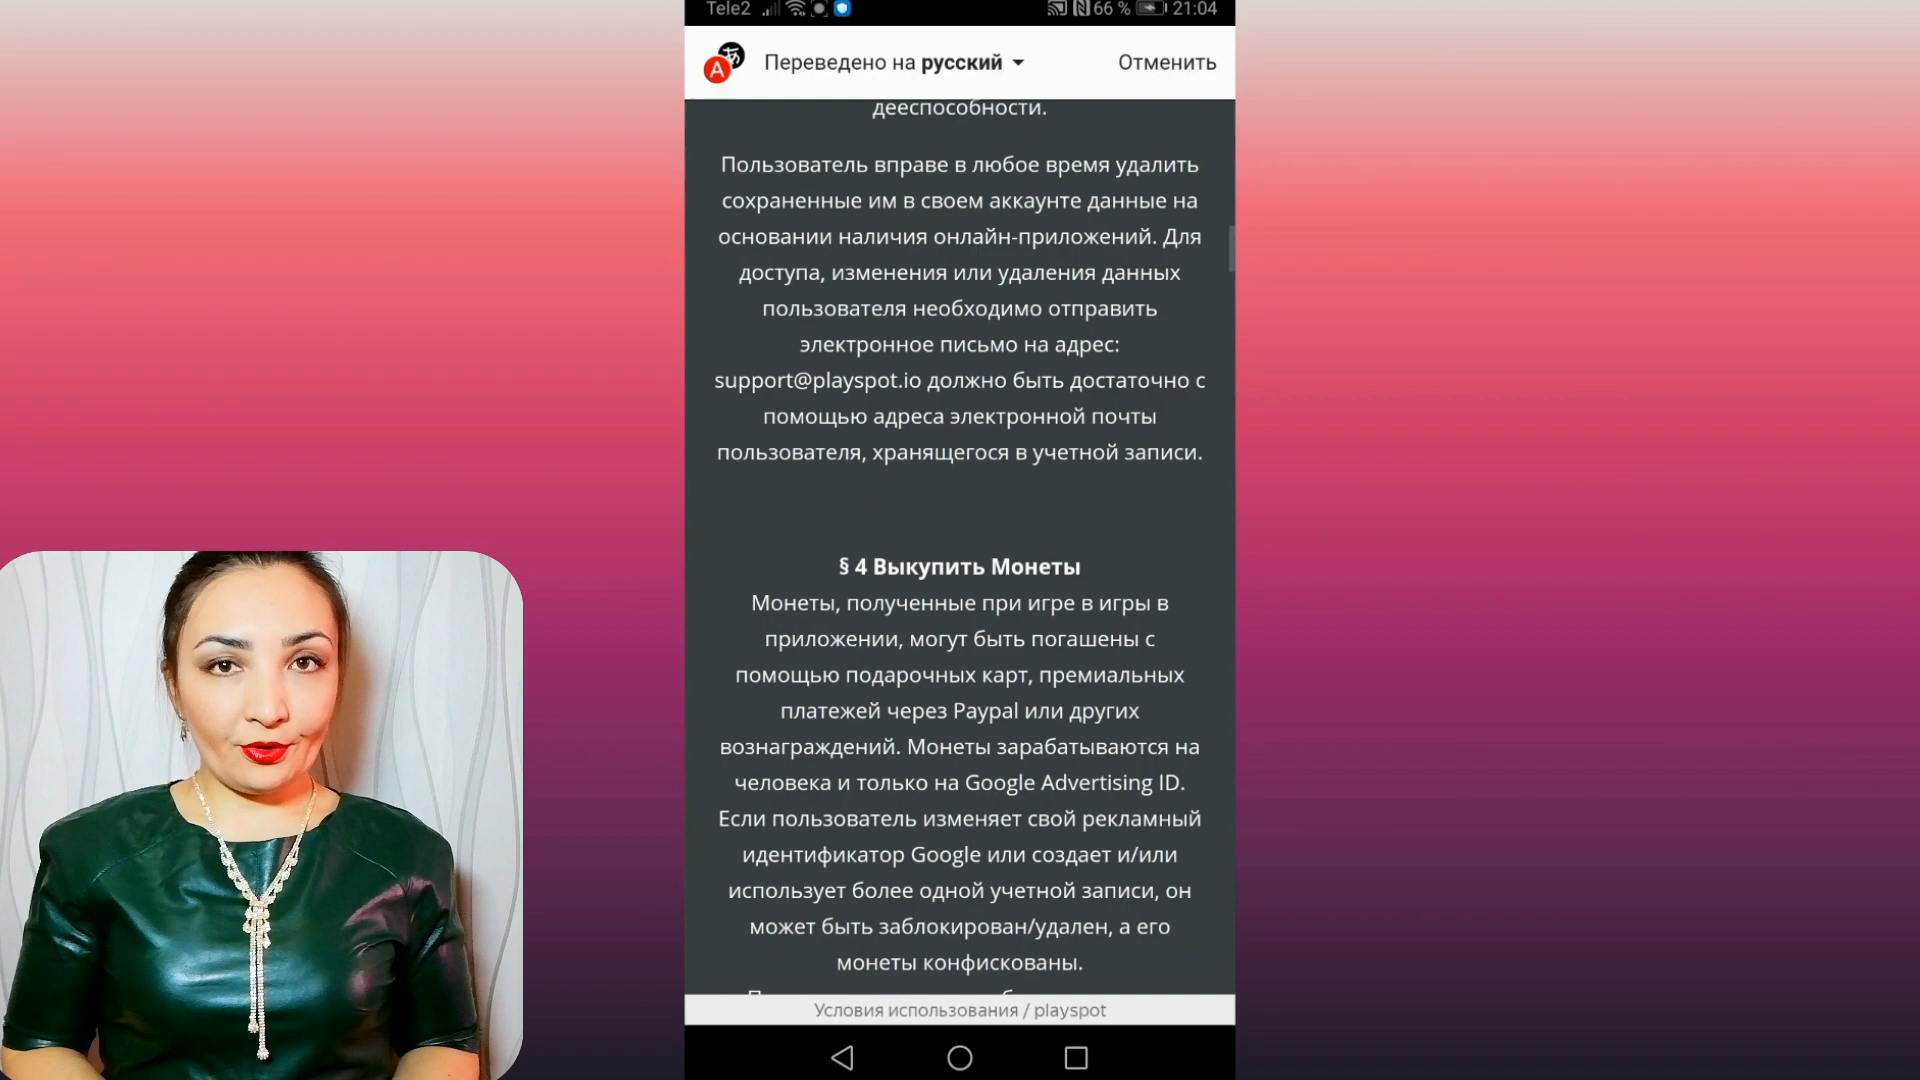 Tele2 66 % 21:04
Переведено на русский Отменить
дееспособности.
Пользователь вправе в любое время удалить
сохраненные им в своем аккаунте данные на
основании наличия онлайн-приложений. Для
доступа, изменения или удаления данных
пользователя необходимо отправить
электронное письмо на адрес:
support@playspot.io должно быть достаточно с
помощью адреса электронной почты
пользователя, хранящегося в учетной записи.
§ 4 Выкупить Монеты
Монеты, полученные при игре в игры в
приложении, могут быть погашены с
помощью подарочных карт, премиальных
платежей через Paypal или других
вознаграждений. Монеты зарабатываются на
человека и только на Google Advertising ID.
Если пользователь изменяет свой рекламный
идентификатор Google или создает и/или
использует более одной учетной записи, он
может быть заблокирован/удален, а его
монеты конфискованы.
Условия использования / playspot